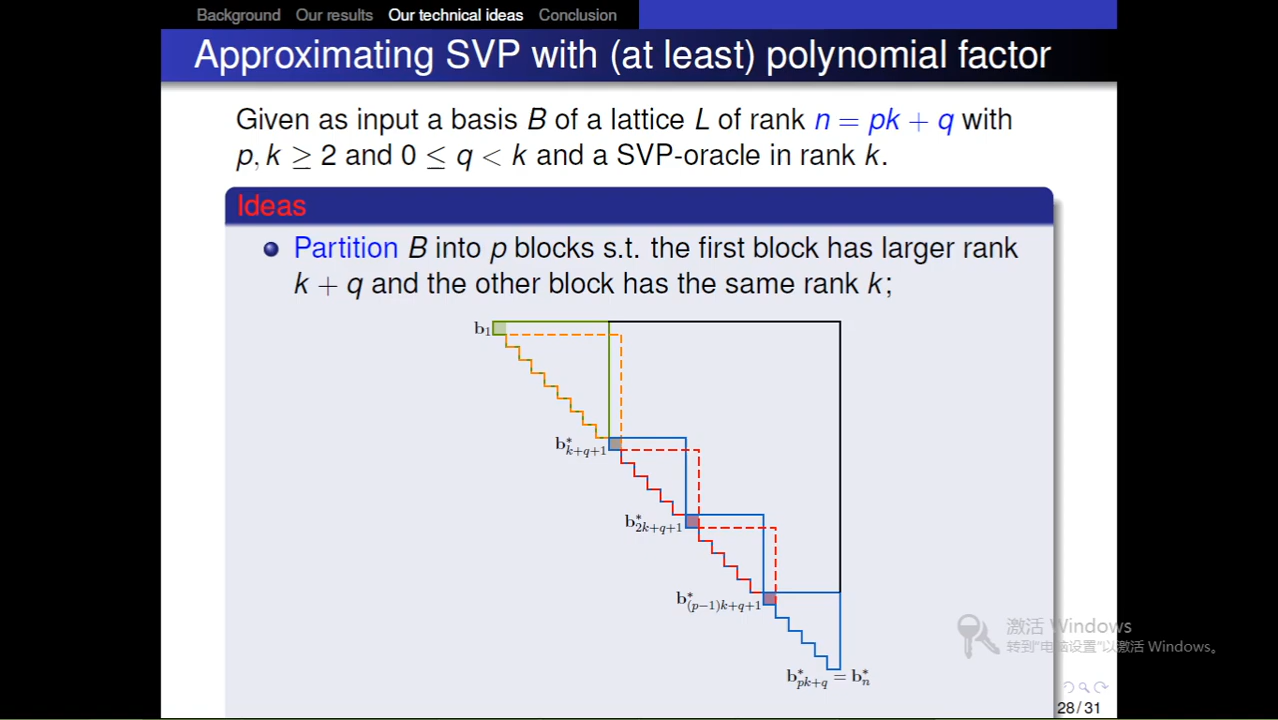 Background Our results Our technical ideas Conclusion
Approximating SVP with (at least) polynomial factor
Given as input a basis B of a lattice L of rank n = pk + q with
p, k ≥ 2 and 0 ≤ q < k and a SVP-oracle in rank k.
Ideas
Partition B into p blocks s.t. the first block has larger rank
k + q and the other block has the same rank k;
b₁
b*ₖ₊q₊₁
b*₂ₖ₊q₊₁
b*₍p₋₁₎ₖ₊q₊₁
b*ₚₖ₊q = b*ₙ
激活 Windows
转到“电脑设置”以激活 Windows。
28 / 31